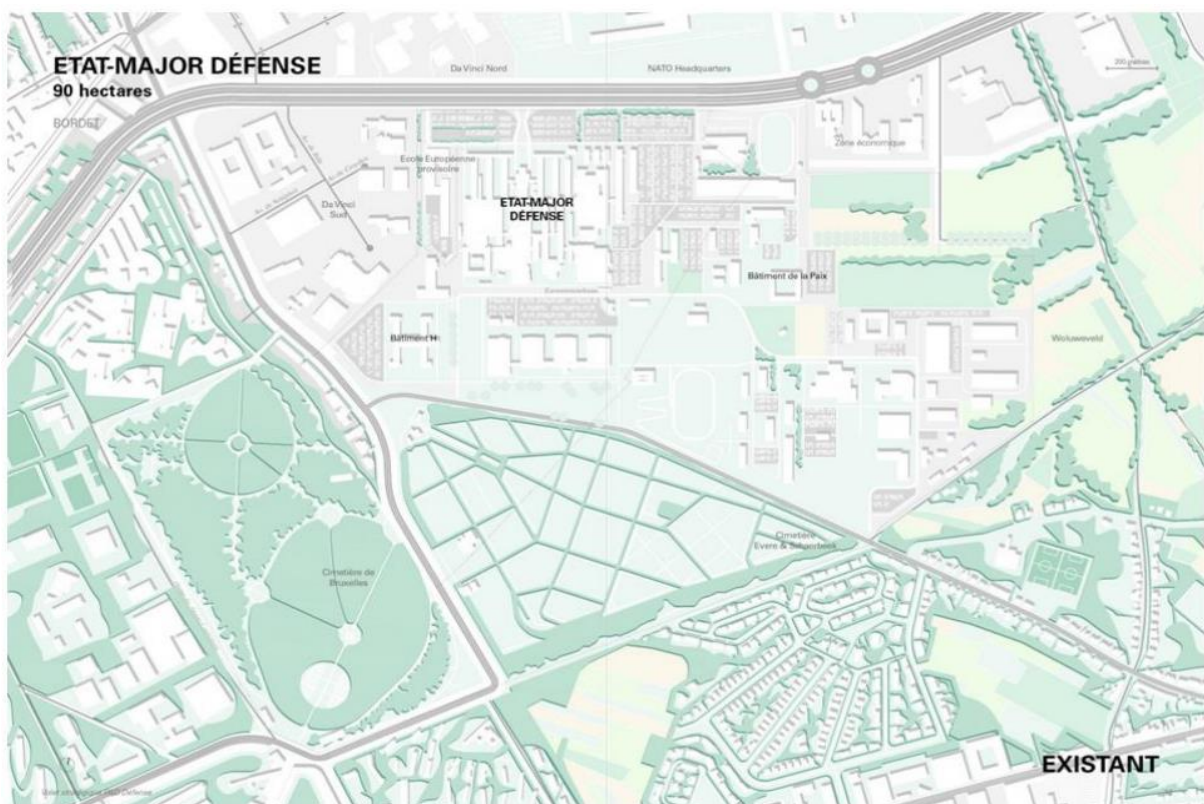 ETAT-MAJOR DÉFENSE
90 hectares
Da Vinci Nord
NATO Headquarters
200 mètres
BORDET
Zone économique
Ecole Européenne
provisoire
Da Vinci
Sud
ETAT-MAJOR
DÉFENSE
Bâtiment de la Paix
Bâtiment H
Woluweveld
Cimetière
Evere & Schaerbeek
Cimetière de
Bruxelles
EXISTANT